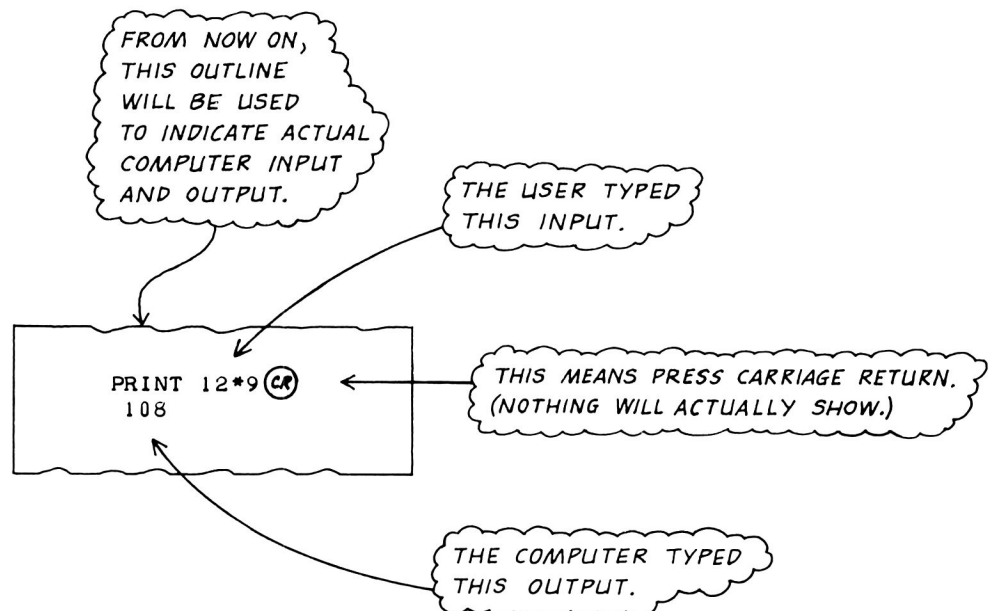 FROM NOW ON,
THIS OUTLINE
WILL BE USED
TO INDICATE ACTUAL
COMPUTER INPUT
AND OUTPUT.
THE USER TYPED
THIS INPUT.
PRINT 12*9 CR
108
THIS MEANS PRESS CARRIAGE RETURN.
(NOTHING WILL ACTUALLY SHOW.)
THE COMPUTER TYPED
THIS OUTPUT.